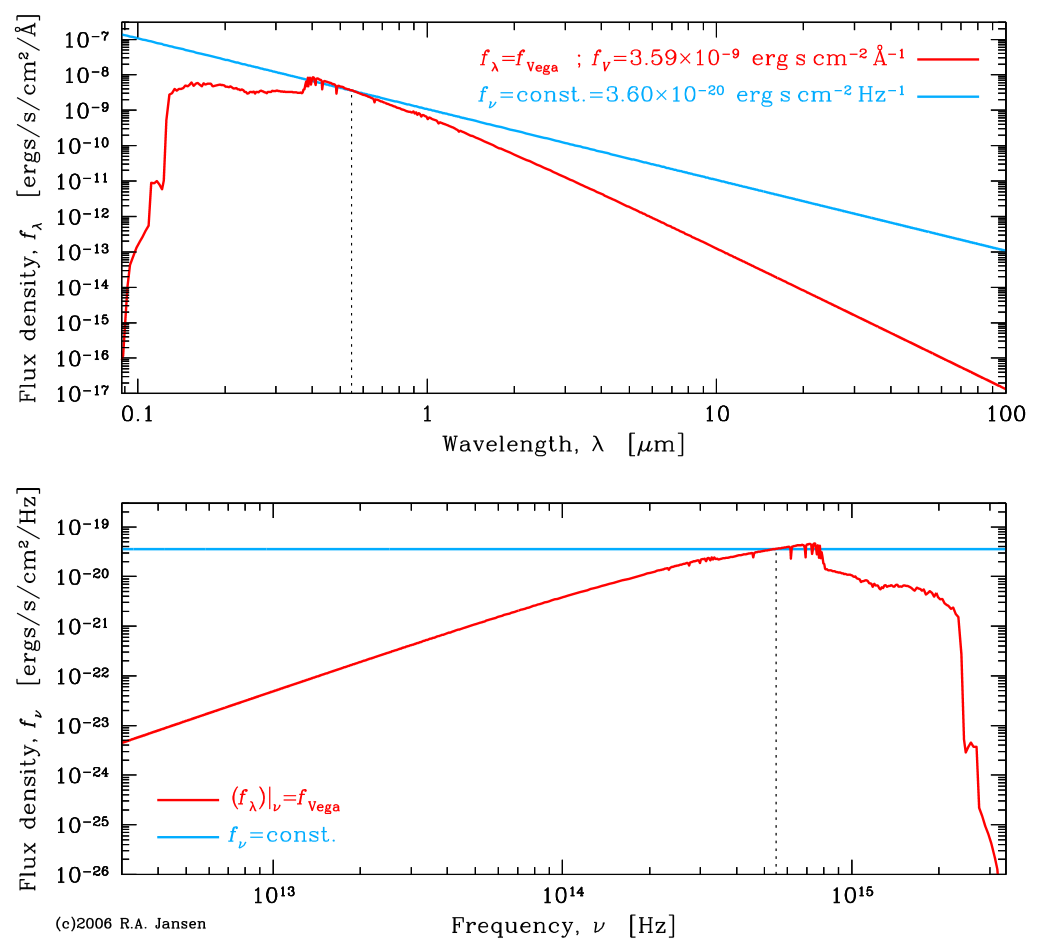 Flux density, f_λ [ergs/s/cm²/Å]
10⁻⁷
10⁻⁸
10⁻⁹
10⁻¹⁰
10⁻¹¹
10⁻¹²
10⁻¹³
10⁻¹⁴
10⁻¹⁵
10⁻¹⁶
10⁻¹⁷
f_λ=f_Vega ; f_V=3.59×10⁻⁹ erg s cm⁻² Å⁻¹
f_ν=const.=3.60×10⁻²⁰ erg s cm⁻² Hz⁻¹
0.1 1 10 100
Wavelength, λ [μm]
Flux density, f_ν [ergs/s/cm²/Hz]
10⁻¹⁹
10⁻²⁰
10⁻²¹
10⁻²²
10⁻²³
10⁻²⁴
10⁻²⁵
10⁻²⁶
(f_λ)|_ν=f_Vega
f_ν=const.
10¹³ 10¹⁴ 10¹⁵
Frequency, ν [Hz]
(c)2006 R.A. Jansen